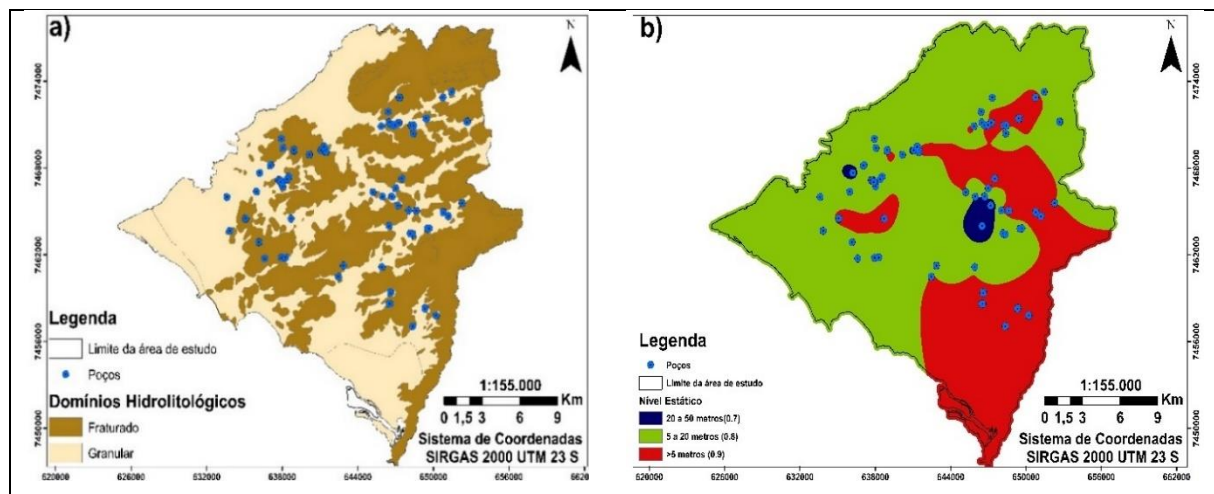 a)
N
7474000
7468000
7462000
7456000
7450000
Legenda
Limite da área de estudo
Poços
Domínios Hidrolitológicos
Fraturado
Granular
1:155.000
Km
0 1,5 3 6 9
Sistema de Coordenadas
SIRGAS 2000 UTM 23 S
620000 626000 632000 638000 644000 650000 656000 6620
b)
N
7474000
7468000
7462000
7456000
7450000
Legenda
Poços
Limite da área de estudo
Nível Estático
20 a 50 metros(0.7)
5 a 20 metros (0.8)
>5 metros (0.9)
1:155.000
Km
0 1,5 3 6 9
Sistema de Coordenadas
SIRGAS 2000 UTM 23 S
620000 626000 632000 638000 644000 650000 656000 662000